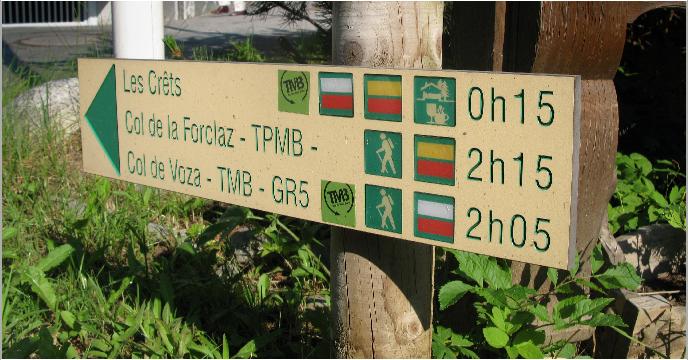 Les Crêts TMB 0h15
Col de la Forclaz - TPMB - 2h15
Col de Voza - TMB - GR5 TMB 2h05